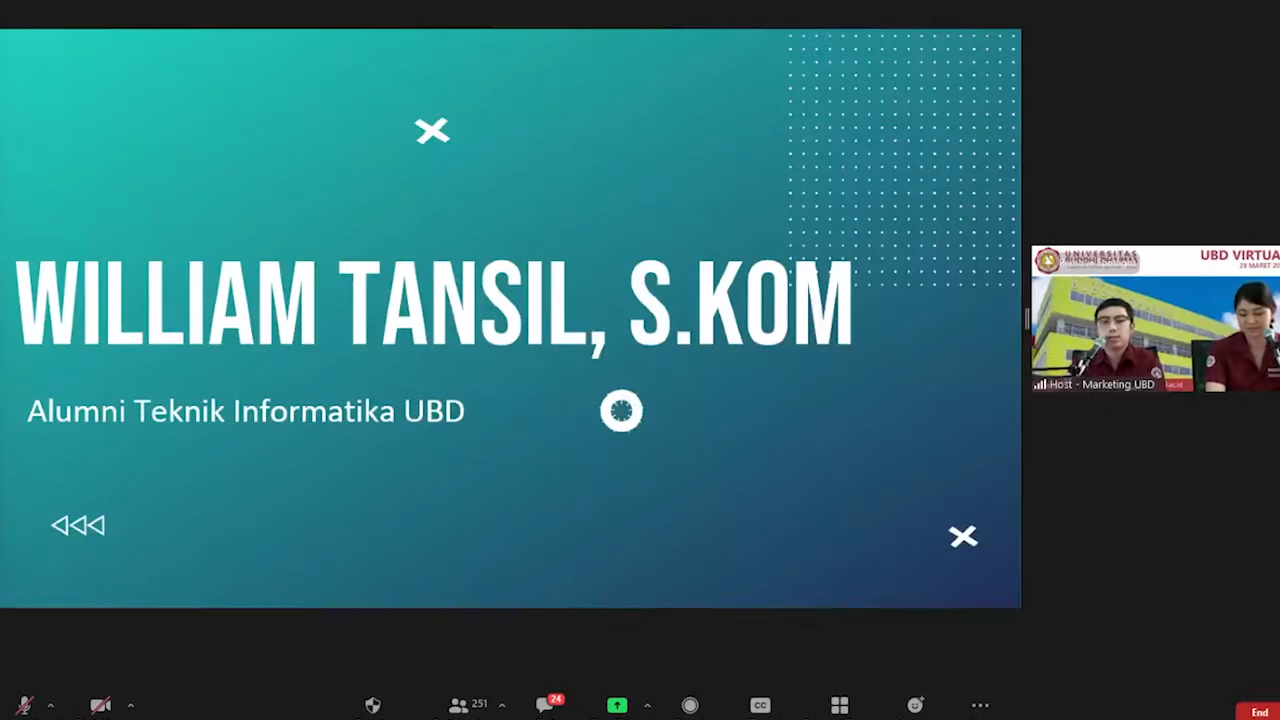 WILLIAM TANSIL, S.KOM
Alumni Teknik Informatika UBD
UNIVERSITAS
UBD VIRTUA
28 MARET 20
Host - Marketing UBD
251
24
CC
End